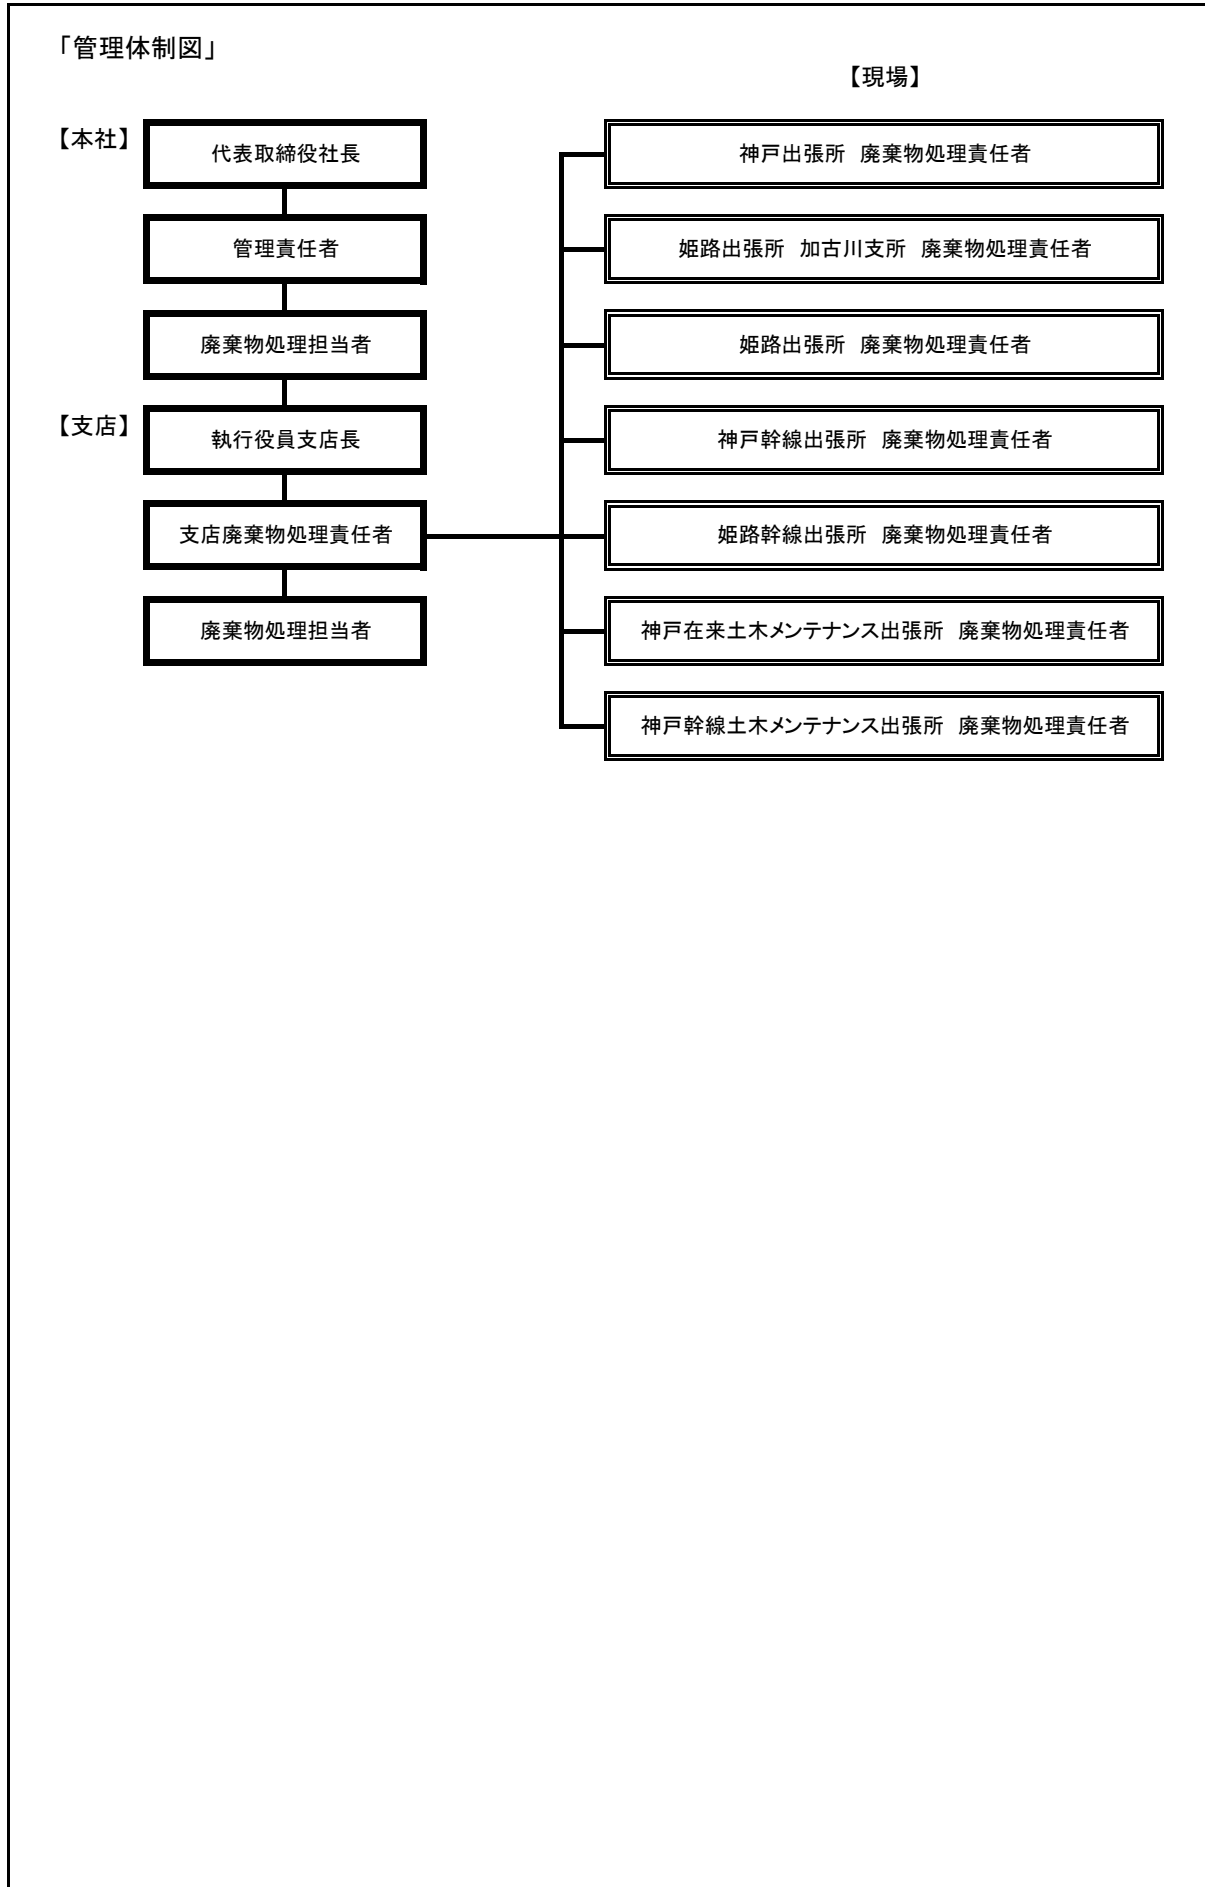 「管理体制図」
【現場】
【本社】
代表取締役社長
管理責任者
廃棄物処理担当者
【支店】
執行役員支店長
支店廃棄物処理責任者
廃棄物処理担当者
神戸出張所　廃棄物処理責任者
姫路出張所　加古川支所　廃棄物処理責任者
姫路出張所　廃棄物処理責任者
神戸幹線出張所　廃棄物処理責任者
姫路幹線出張所　廃棄物処理責任者
神戸在来土木メンテナンス出張所　廃棄物処理責任者
神戸幹線土木メンテナンス出張所　廃棄物処理責任者